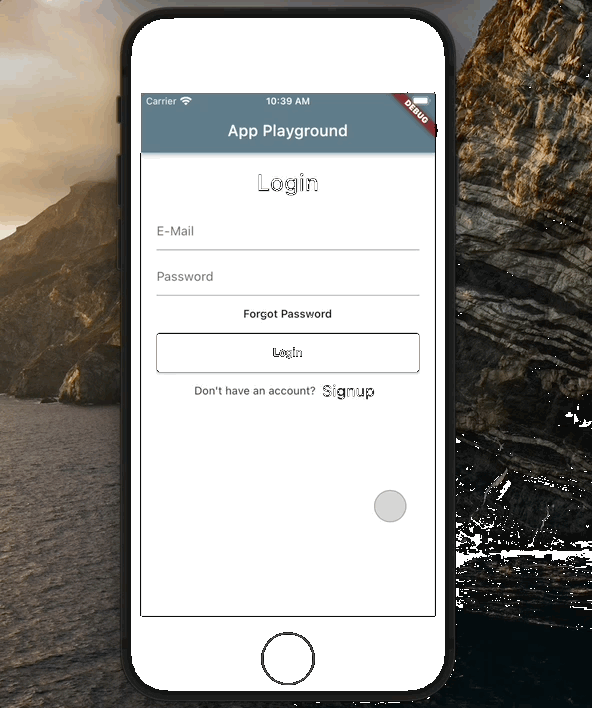 Carrier 10:39 AM
DEBUG
App Playground
Login
E-Mail
Password
Forgot Password
Login
Don't have an account? Signup